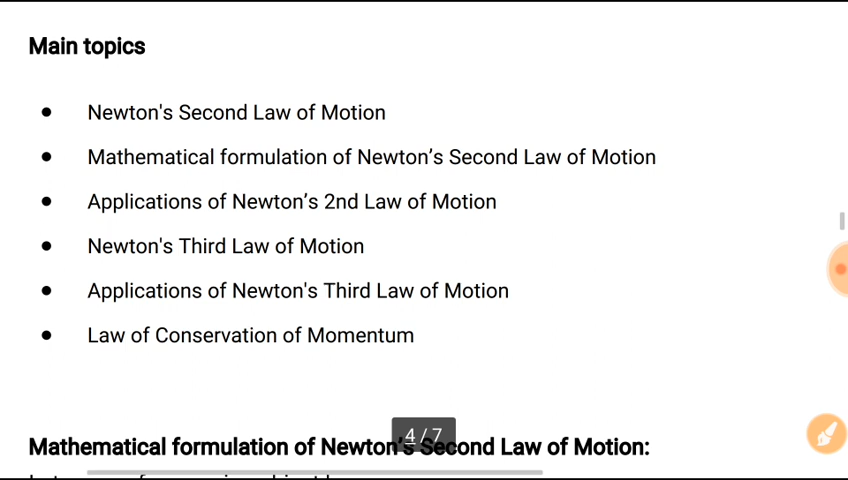 Main topics
● Newton's Second Law of Motion
● Mathematical formulation of Newton’s Second Law of Motion
● Applications of Newton’s 2nd Law of Motion
● Newton's Third Law of Motion
● Applications of Newton's Third Law of Motion
● Law of Conservation of Momentum
4 / 7
Mathematical formulation of Newton’s Second Law of Motion: